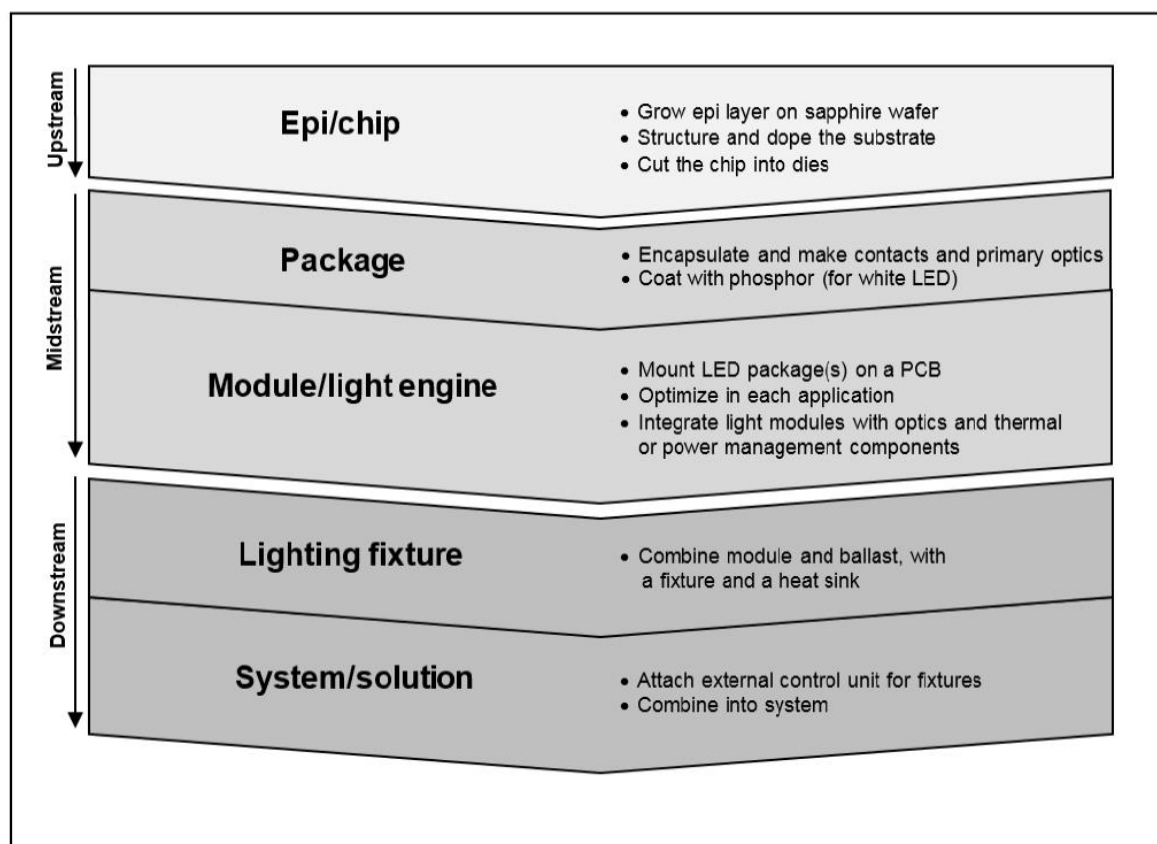 Upstream
Epi/chip
• Grow epi layer on sapphire wafer
• Structure and dope the substrate
• Cut the chip into dies
Midstream
Package
• Encapsulate and make contacts and primary optics
• Coat with phosphor (for white LED)
Module/light engine
• Mount LED package(s) on a PCB
• Optimize in each application
• Integrate light modules with optics and thermal
or power management components
Downstream
Lighting fixture
• Combine module and ballast, with
a fixture and a heat sink
System/solution
• Attach external control unit for fixtures
• Combine into system